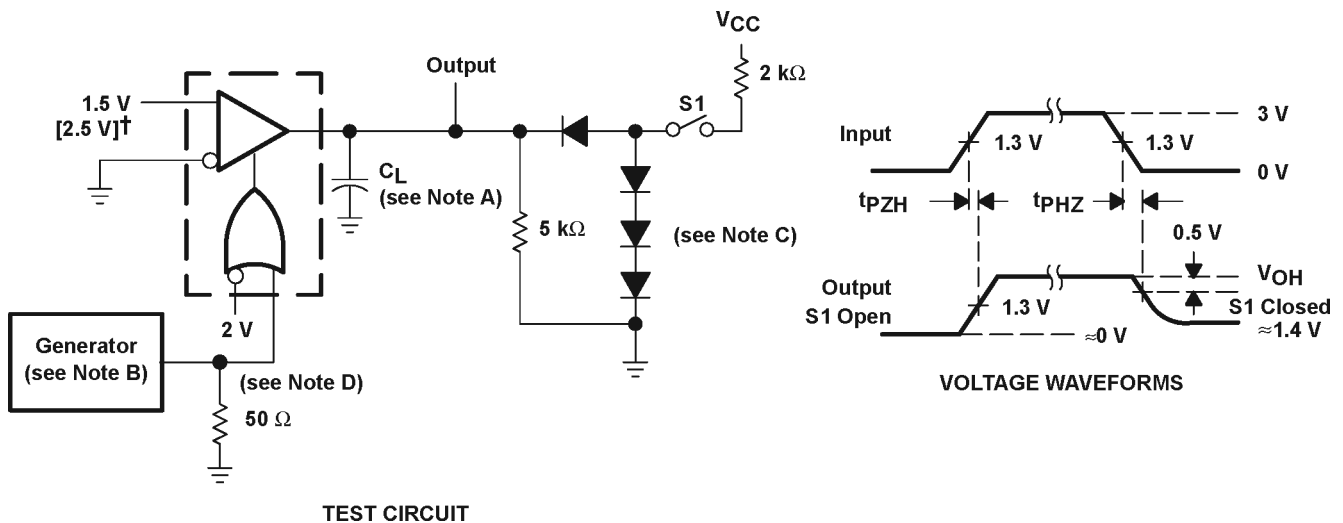 VCC
2 kΩ
Output
S1
1.5 V
[2.5 V]†
CL
(see Note A)
5 kΩ
(see Note C)
2 V
Generator
(see Note B)
(see Note D)
50 Ω
TEST CIRCUIT
Input
3 V
1.3 V
1.3 V
0 V
tPZH
tPHZ
0.5 V
Output
S1 Open
VOH
1.3 V
S1 Closed
≈1.4 V
≈0 V
VOLTAGE WAVEFORMS